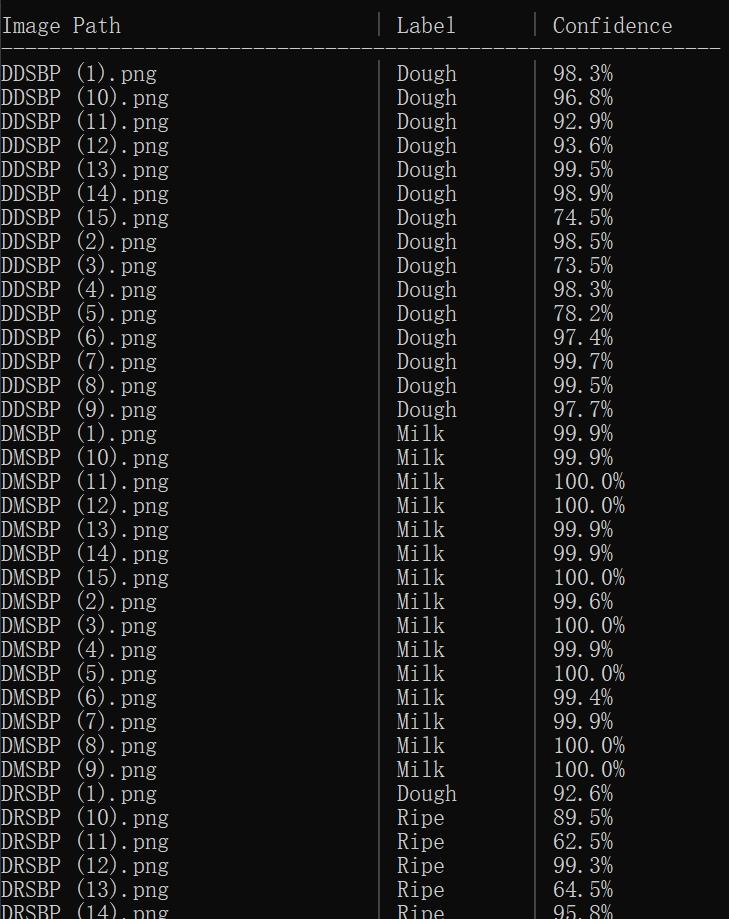 Image Path | Label | Confidence
DDSBP (1).png | Dough | 98.3%
DDSBP (10).png | Dough | 96.8%
DDSBP (11).png | Dough | 92.9%
DDSBP (12).png | Dough | 93.6%
DDSBP (13).png | Dough | 99.5%
DDSBP (14).png | Dough | 98.9%
DDSBP (15).png | Dough | 74.5%
DDSBP (2).png | Dough | 98.5%
DDSBP (3).png | Dough | 73.5%
DDSBP (4).png | Dough | 98.3%
DDSBP (5).png | Dough | 78.2%
DDSBP (6).png | Dough | 97.4%
DDSBP (7).png | Dough | 99.7%
DDSBP (8).png | Dough | 99.5%
DDSBP (9).png | Dough | 97.7%
DMSBP (1).png | Milk | 99.9%
DMSBP (10).png | Milk | 99.9%
DMSBP (11).png | Milk | 100.0%
DMSBP (12).png | Milk | 100.0%
DMSBP (13).png | Milk | 99.9%
DMSBP (14).png | Milk | 99.9%
DMSBP (15).png | Milk | 100.0%
DMSBP (2).png | Milk | 99.6%
DMSBP (3).png | Milk | 100.0%
DMSBP (4).png | Milk | 99.9%
DMSBP (5).png | Milk | 100.0%
DMSBP (6).png | Milk | 99.4%
DMSBP (7).png | Milk | 99.9%
DMSBP (8).png | Milk | 100.0%
DMSBP (9).png | Milk | 100.0%
DRSBP (1).png | Dough | 92.6%
DRSBP (10).png | Ripe | 89.5%
DRSBP (11).png | Ripe | 62.5%
DRSBP (12).png | Ripe | 99.3%
DRSBP (13).png | Ripe | 64.5%
DRSBP (14).png | Ripe | 95.8%